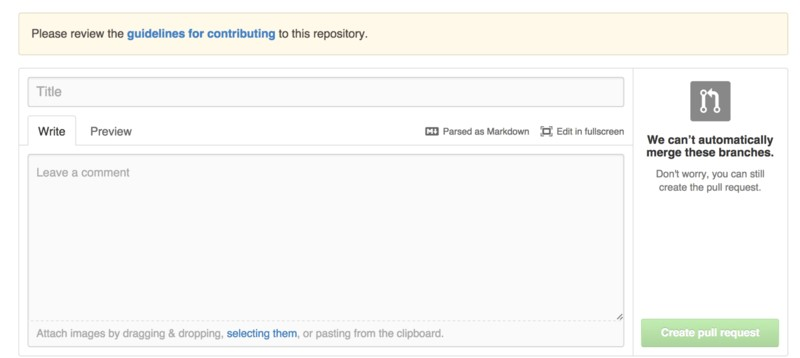 Please review the guidelines for contributing to this repository.
Title
Write Preview Parsed as Markdown Edit in fullscreen
Leave a comment
Attach images by dragging & dropping, selecting them, or pasting from the clipboard.
We can't automatically
merge these branches.
Don't worry, you can still
create the pull request.
Create pull request